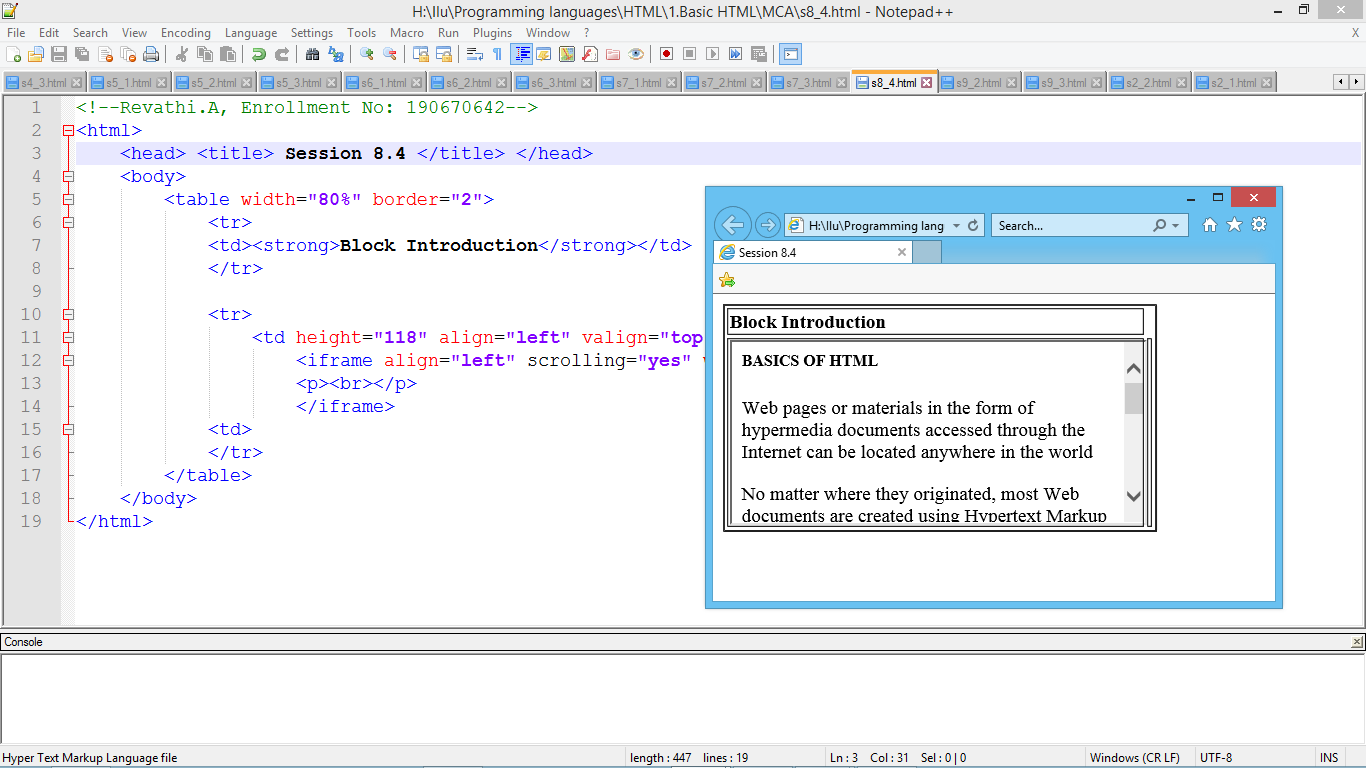 H:\Ilu\Programming languages\HTML\1.Basic HTML\MCA\s8_4.html - Notepad++
File Edit Search View Encoding Language Settings Tools Macro Run Plugins Window ? X
s4_3.html s5_1.html s5_2.html s5_3.html s6_1.html s6_2.html s6_3.html s7_1.html s7_2.html s7_3.html s8_4.html s9_2.html s9_3.html s2_2.html s2_1.html
1 <!--Revathi.A, Enrollment No: 190670642-->
2 <html>
3 <head> <title> Session 8.4 </title> </head>
4 <body>
5 <table width="80%" border="2">
6 <tr>
7 <td><strong>Block Introduction</strong></td>
8 </tr>
9
10 <tr>
11 <td height="118" align="left" valign="top
12 <iframe align="left" scrolling="yes"
13 <p><br></p>
14 </iframe>
15 <td>
16 </tr>
17 </table>
18 </body>
19 </html>
H:\Ilu\Programming lang
Search...
Session 8.4
Block Introduction
BASICS OF HTML
Web pages or materials in the form of
hypermedia documents accessed through the
Internet can be located anywhere in the world
No matter where they originated, most Web
documents are created using Hypertext Markup
Console
Hyper Text Markup Language file length : 447 lines : 19 Ln : 3 Col : 31 Sel : 0 | 0 Windows (CR LF) UTF-8 INS